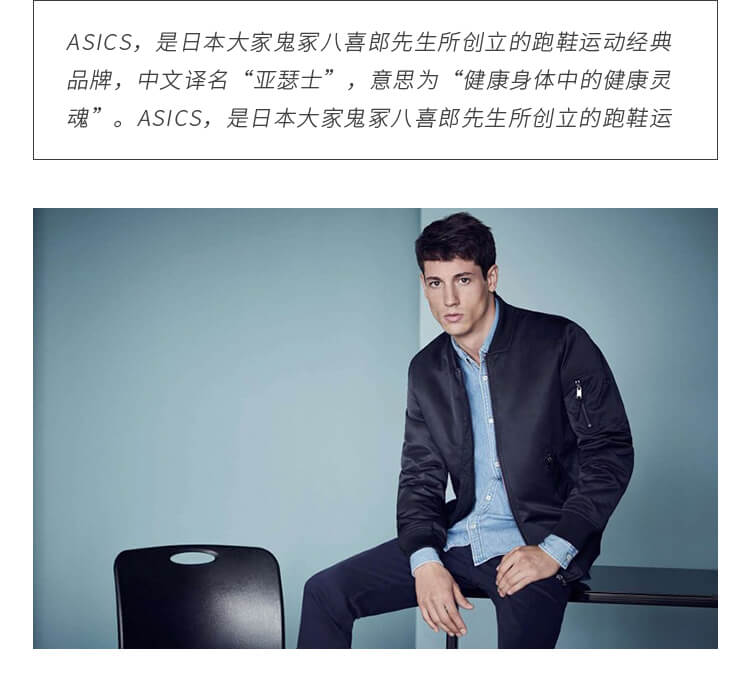 ASICS，是日本大家鬼冢八喜郎先生所创立的跑鞋运动经典
品牌，中文译名“亚瑟士”，意思为“健康身体中的健康灵
魂”。ASICS，是日本大家鬼冢八喜郎先生所创立的跑鞋运